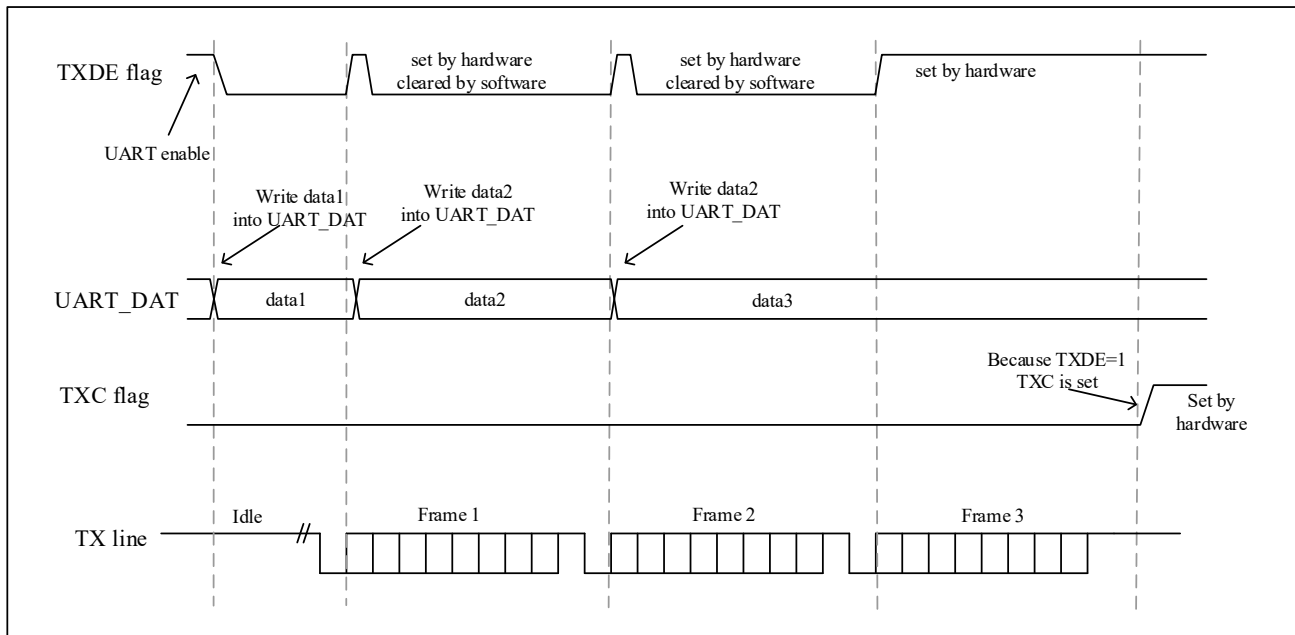 TXDE flag
set by hardware
cleared by software
set by hardware
cleared by software
set by hardware
UART enable
Write data1
into UART_DAT
Write data2
into UART_DAT
Write data2
into UART_DAT
UART_DAT
data1
data2
data3
Because TXDE=1
TXC is set
TXC flag
Set by
hardware
Idle
Frame 1
Frame 2
Frame 3
TX line